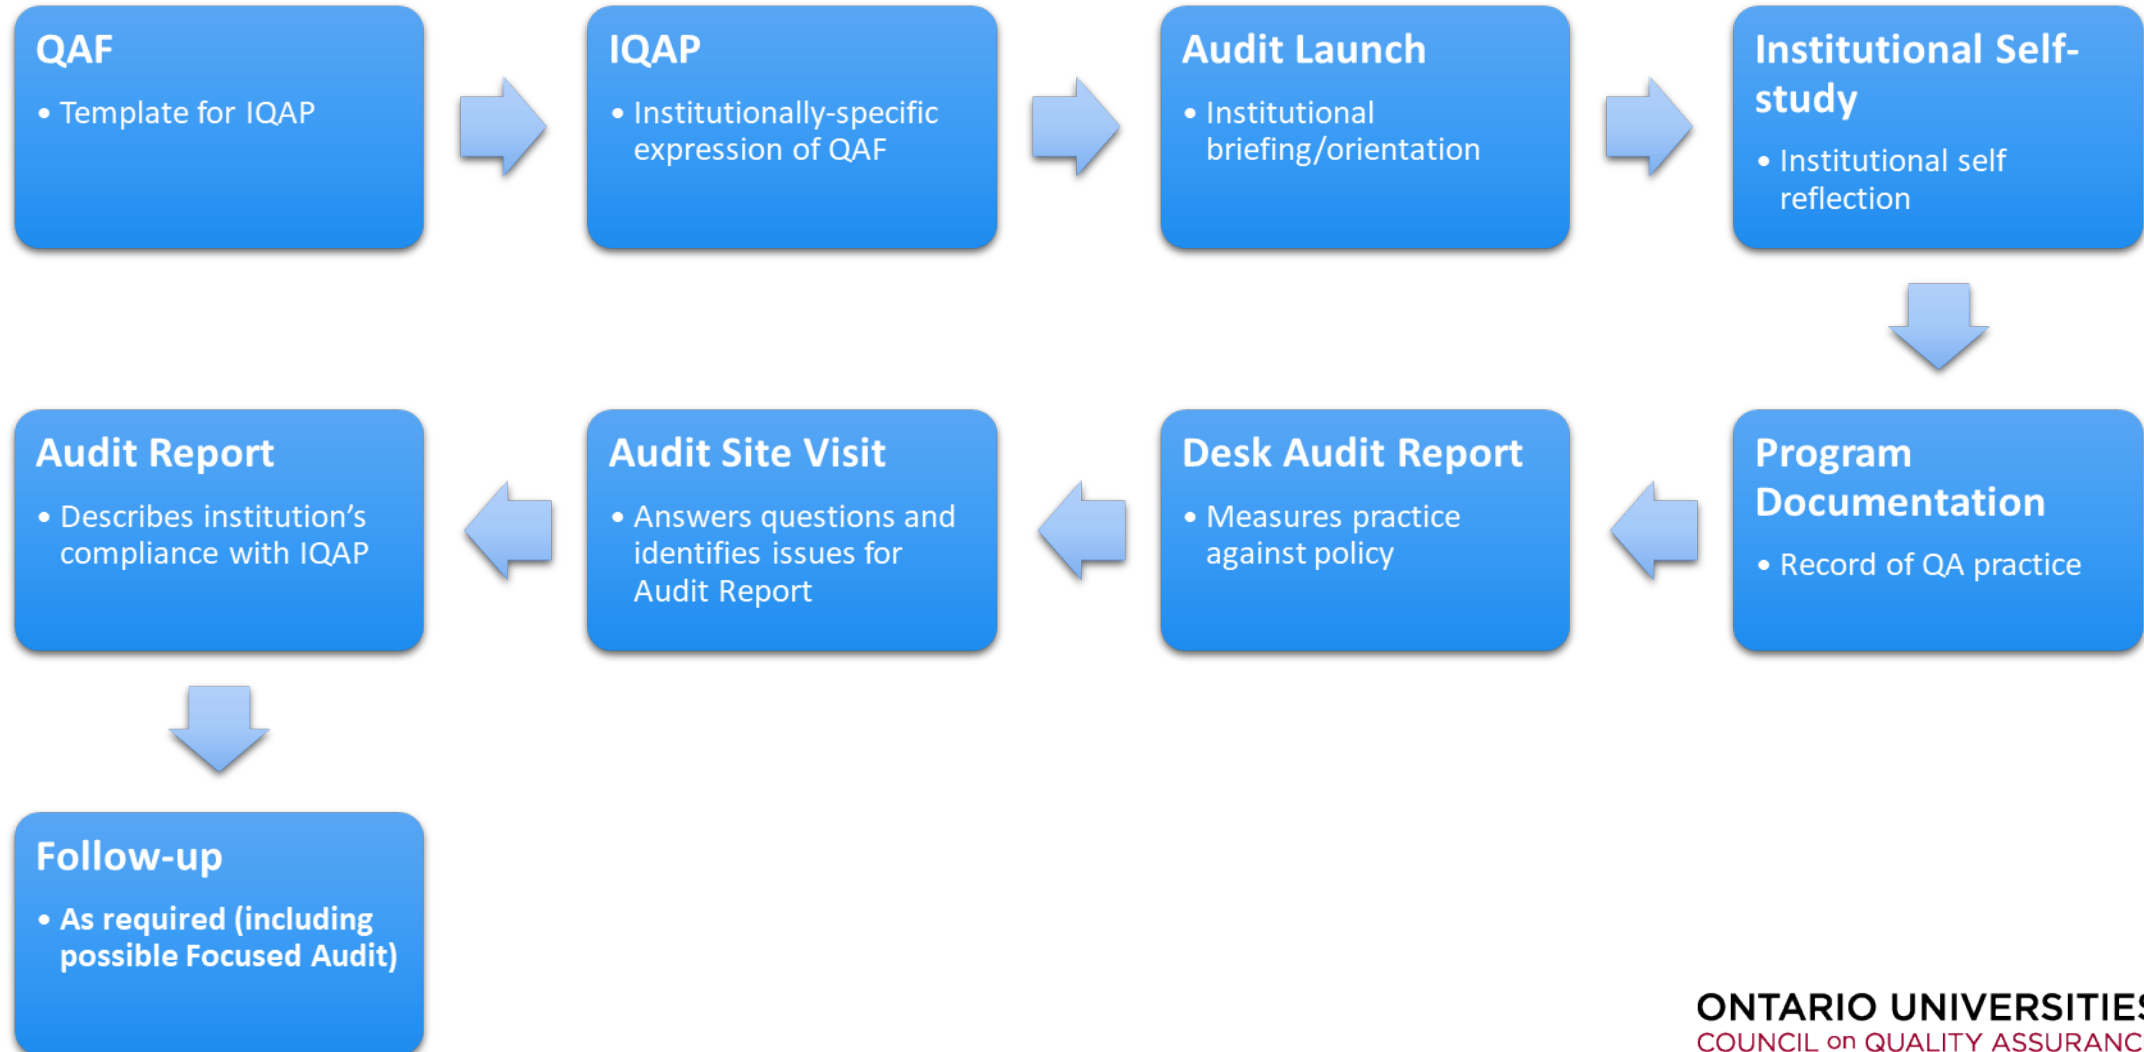 QAF
• Template for IQAP
IQAP
• Institutionally-specific
expression of QAF
Audit Launch
• Institutional
briefing/orientation
Institutional Self-
study
• Institutional self
reflection
Program
Documentation
• Record of QA practice
Desk Audit Report
• Measures practice
against policy
Audit Site Visit
• Answers questions and
identifies issues for
Audit Report
Audit Report
• Describes institution’s
compliance with IQAP
Follow-up
• As required (including
possible Focused Audit)
ONTARIO UNIVERSITIES
COUNCIL on QUALITY ASSURANC